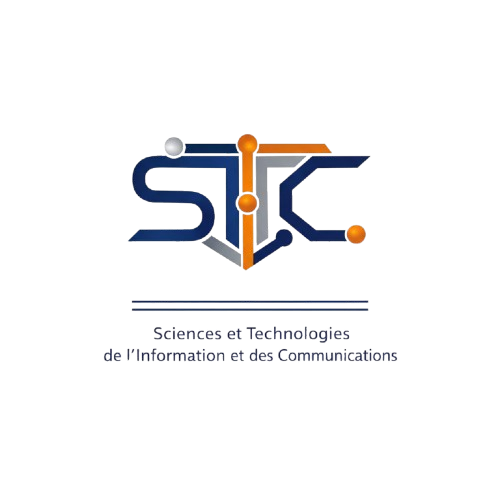 STIC
Sciences et Technologies
de l'Information et des Communications